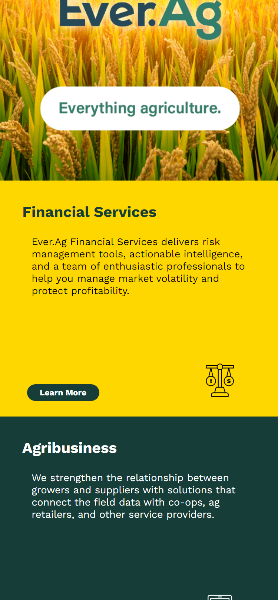 Ever.Ag
Everything agriculture.
Financial Services
Ever.Ag Financial Services delivers risk
management tools, actionable intelligence,
and a team of enthusiastic professionals to
help you manage market volatility and
protect profitability.
Learn More
Agribusiness
We strengthen the relationship between
growers and suppliers with solutions that
connect the field data with co-ops, ag
retailers, and other service providers.